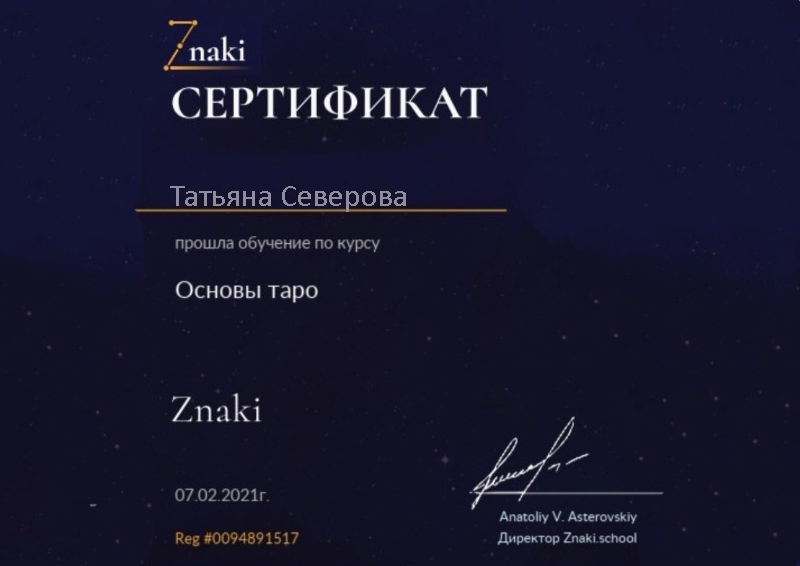 Znaki
СЕРТИФИКАТ
Татьяна Северова
прошла обучение по курсу
Основы таро
Znaki
07.02.2021г.
Reg #0094891517
Anatoliy V. Asterovskiy
Директор Znaki.school